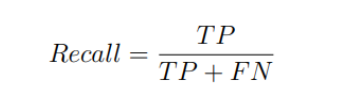 Recall = TP / TP + FN